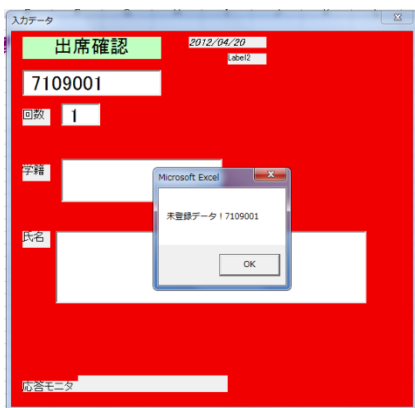 入力データ
出席確認
2012/04/20
Label2
7109001
回数
1
学籍
Microsoft Excel
未登録データ！7109001
氏名
OK
応答モニタ